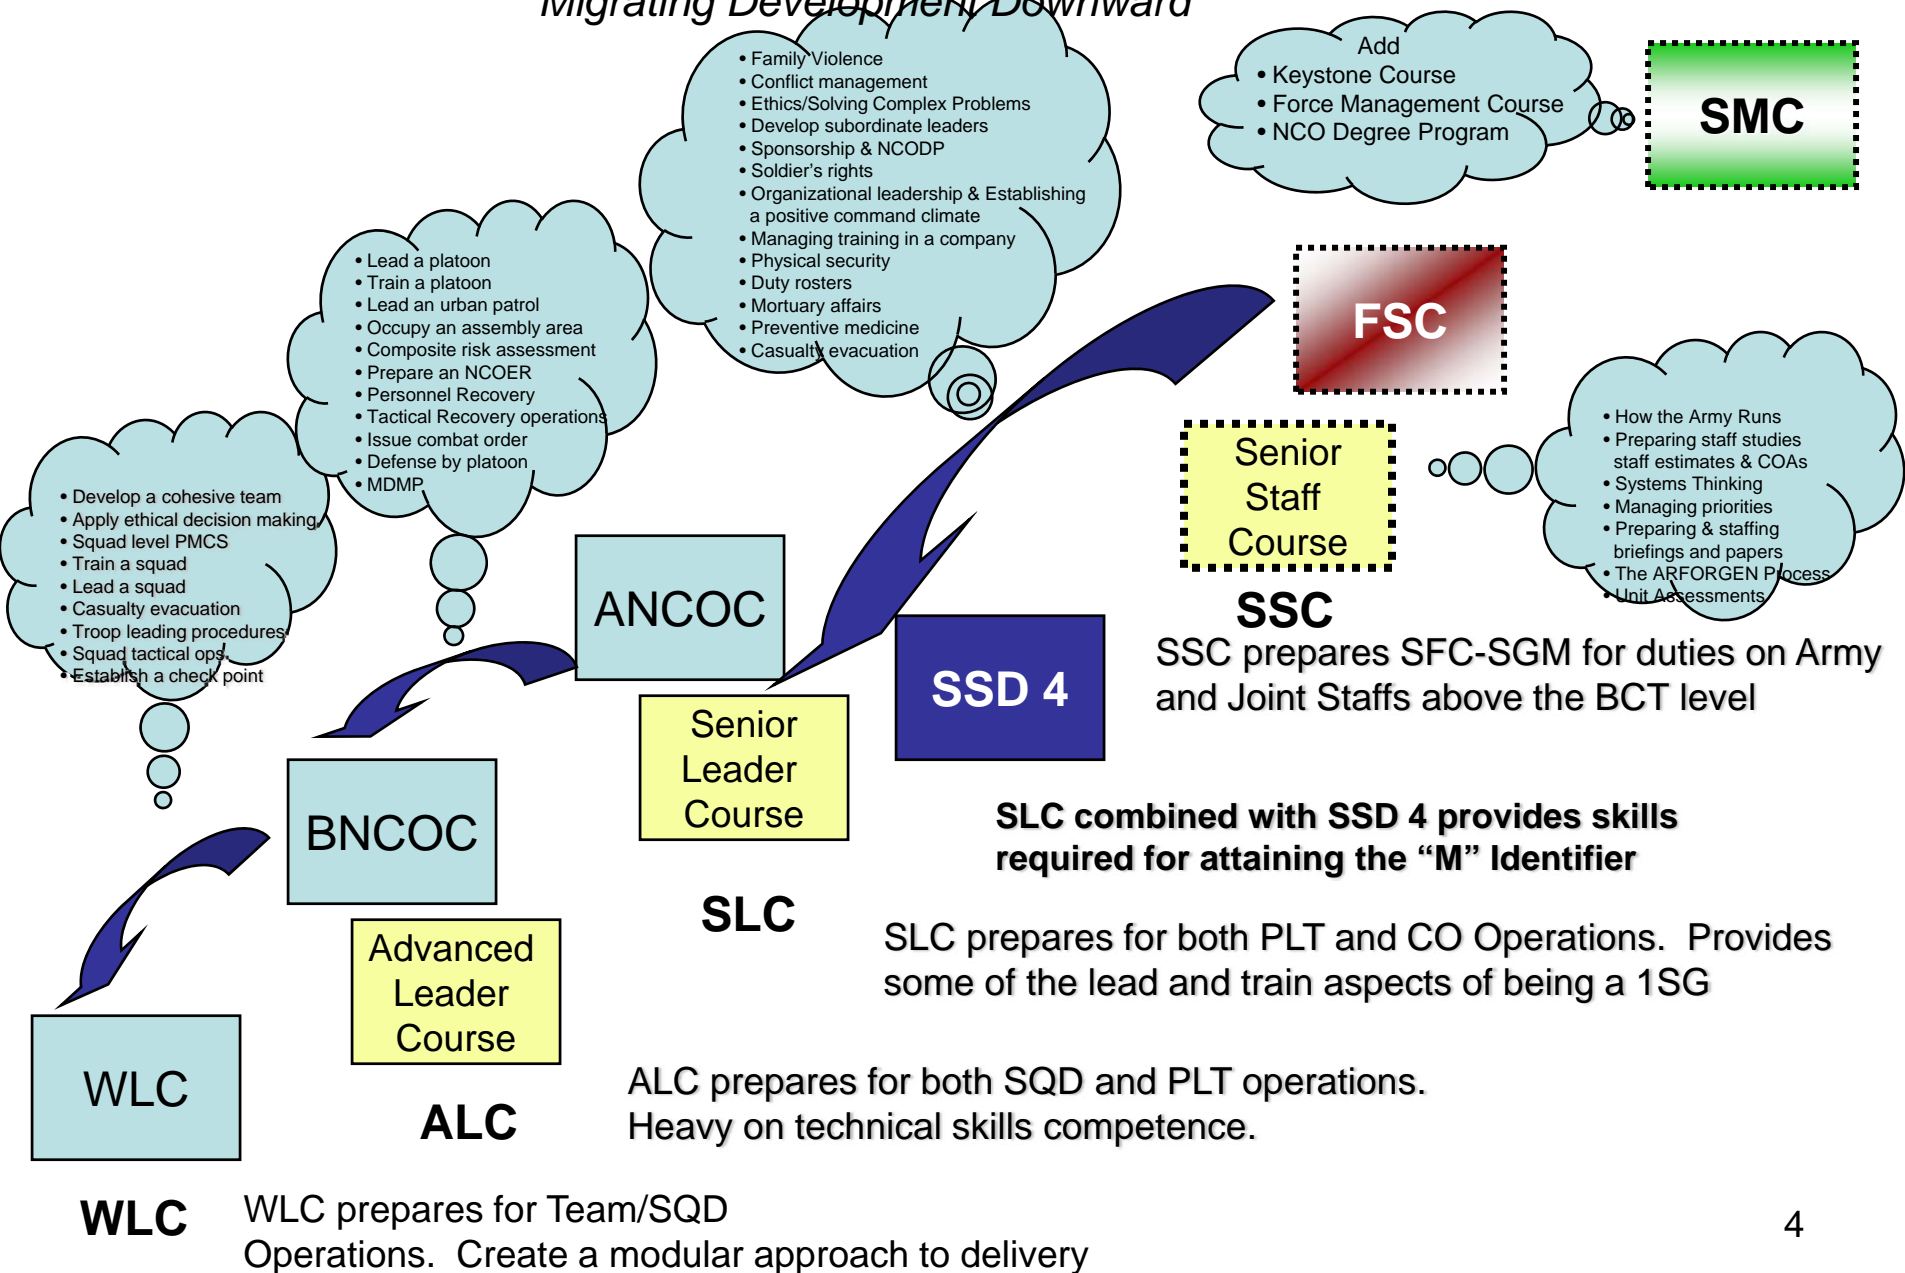 Migrating Development Downward
• Family Violence
• Conflict management
• Ethics/Solving Complex Problems
• Develop subordinate leaders
• Sponsorship & NCODP
• Soldier's rights
• Organizational leadership & Establishing
a positive command climate
• Managing training in a company
• Physical security
• Duty rosters
• Mortuary affairs
• Preventive medicine
• Casualty evacuation
Add
• Keystone Course
• Force Management Course
• NCO Degree Program
SMC
• Lead a platoon
• Train a platoon
• Lead an urban patrol
• Occupy an assembly area
• Composite risk assessment
• Prepare an NCOER
• Personnel Recovery
• Tactical Recovery operations
• Issue combat order
• Defense by platoon
• MDMP
FSC
• How the Army Runs
• Preparing staff studies
staff estimates & COAs
• Systems Thinking
• Managing priorities
• Preparing & staffing
briefings and papers
• The ARFORGEN Process
• Unit Assessments
Senior
Staff
Course
SSC
SSC prepares SFC-SGM for duties on Army
and Joint Staffs above the BCT level
• Develop a cohesive team
• Apply ethical decision making
• Squad level PMCS
• Train a squad
• Lead a squad
• Casualty evacuation
• Troop leading procedures
• Squad tactical ops.
• Establish a check point
ANCOC
SSD 4
Senior
Leader
Course
SLC combined with SSD 4 provides skills
required for attaining the “M” Identifier
BNCOC
SLC
SLC prepares for both PLT and CO Operations.  Provides
some of the lead and train aspects of being a 1SG
Advanced
Leader
Course
ALC
ALC prepares for both SQD and PLT operations.
Heavy on technical skills competence.
WLC
WLC
WLC prepares for Team/SQD
Operations.  Create a modular approach to delivery
4